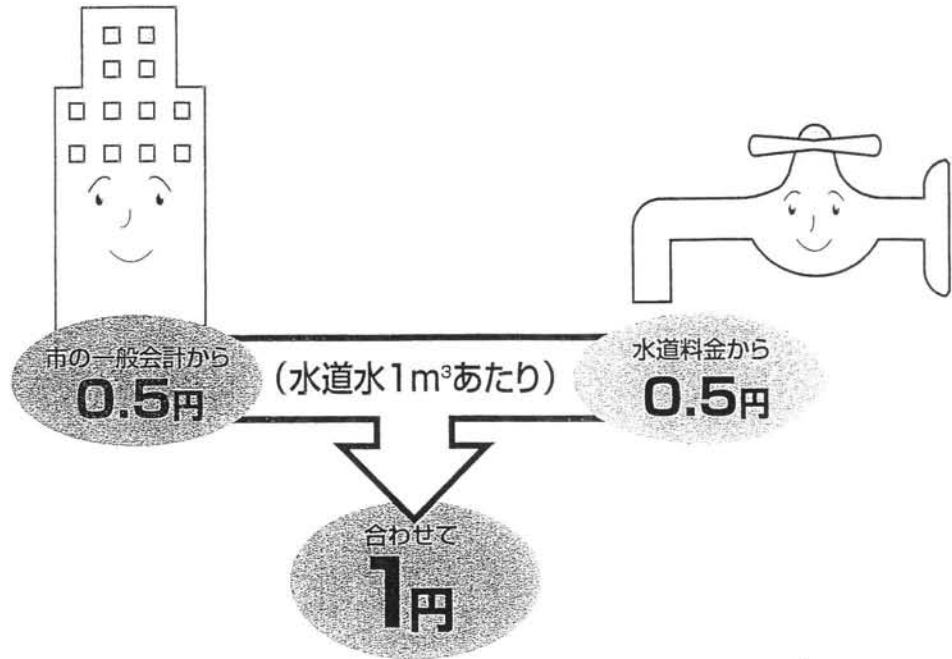 市の一般会計から
0.5円
(水道水1m³あたり)
水道料金から
0.5円
合わせて
1円